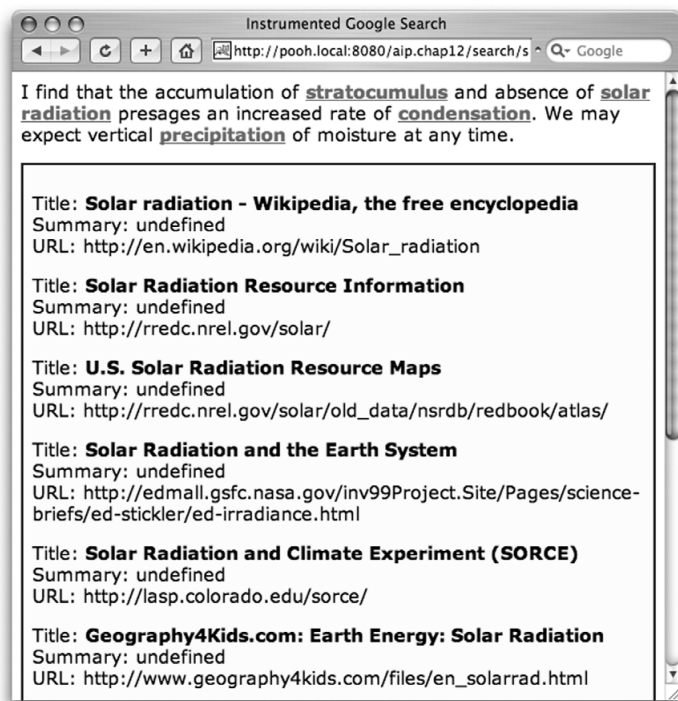 Instrumented Google Search
http://pooh.local:8080/aip.chap12/search/s
Google
I find that the accumulation of stratocumulus and absence of solar
radiation presages an increased rate of condensation. We may
expect vertical precipitation of moisture at any time.
Title: Solar radiation - Wikipedia, the free encyclopedia
Summary: undefined
URL: http://en.wikipedia.org/wiki/Solar_radiation
Title: Solar Radiation Resource Information
Summary: undefined
URL: http://rredc.nrel.gov/solar/
Title: U.S. Solar Radiation Resource Maps
Summary: undefined
URL: http://rredc.nrel.gov/solar/old_data/nsrdb/redbook/atlas/
Title: Solar Radiation and the Earth System
Summary: undefined
URL: http://edmall.gsfc.nasa.gov/inv99Project.Site/Pages/science-
briefs/ed-stickler/ed-irradiance.html
Title: Solar Radiation and Climate Experiment (SORCE)
Summary: undefined
URL: http://lasp.colorado.edu/sorce/
Title: Geography4Kids.com: Earth Energy: Solar Radiation
Summary: undefined
URL: http://www.geography4kids.com/files/en_solarrad.html